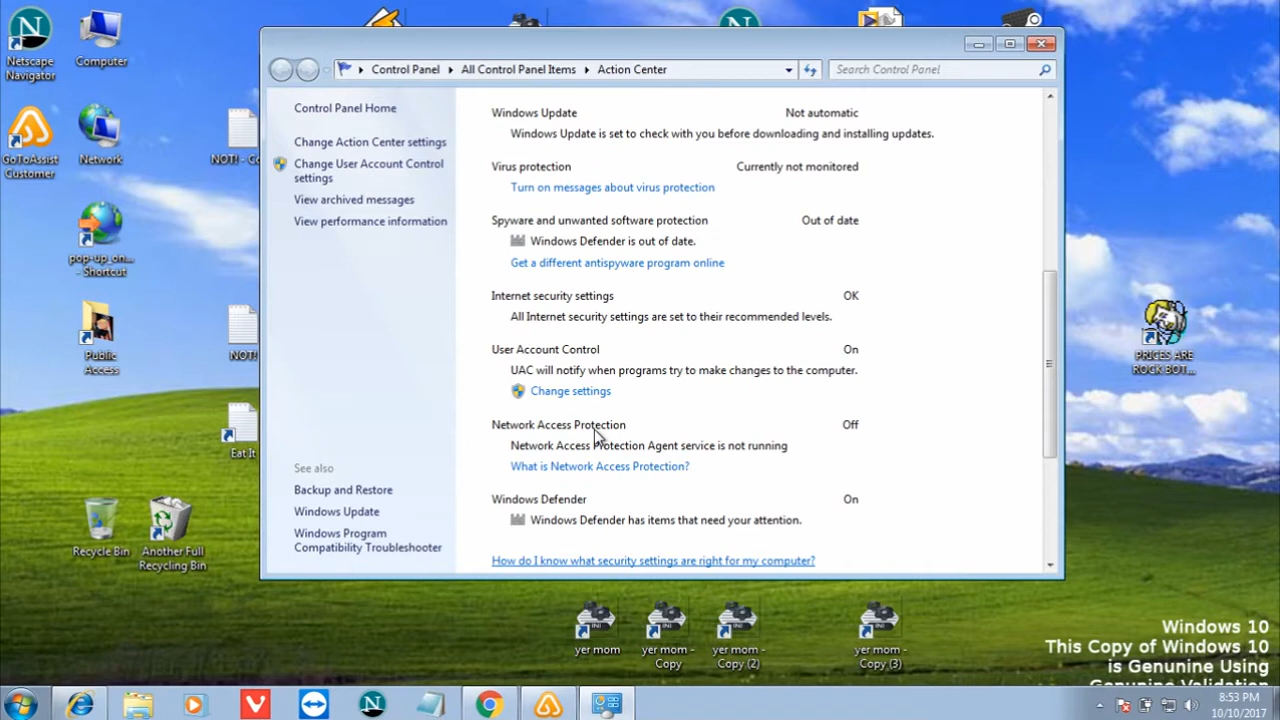 Netscape
Navigator
Computer
GoToAssist
Customer
Network
NOT! - Co
pop-up_on...
- Shortcut
Public
Access
NOT!
Eat It
Recycle Bin
Another Full
Recycling Bin
Control Panel
All Control Panel Items
Action Center
Search Control Panel
Control Panel Home
Change Action Center settings
Change User Account Control
settings
View archived messages
View performance information
See also
Backup and Restore
Windows Update
Windows Program
Compatibility Troubleshooter
Windows Update Not automatic
Windows Update is set to check with you before downloading and installing updates.
Virus protection Currently not monitored
Turn on messages about virus protection
Spyware and unwanted software protection Out of date
Windows Defender is out of date.
Get a different antispyware program online
Internet security settings OK
All Internet security settings are set to their recommended levels.
User Account Control On
UAC will notify when programs try to make changes to the computer.
Change settings
Network Access Protection Off
Network Access Protection Agent service is not running
What is Network Access Protection?
Windows Defender On
Windows Defender has items that need your attention.
How do I know what security settings are right for my computer?
PRICES ARE
ROCK BOT...
INI
yer mom
INI
yer mom -
Copy
INI
yer mom -
Copy (2)
INI
yer mom -
Copy (3)
Windows 10
This Copy of Windows 10
is Genunine Using
Genunine Validation
8:53 PM
10/10/2017